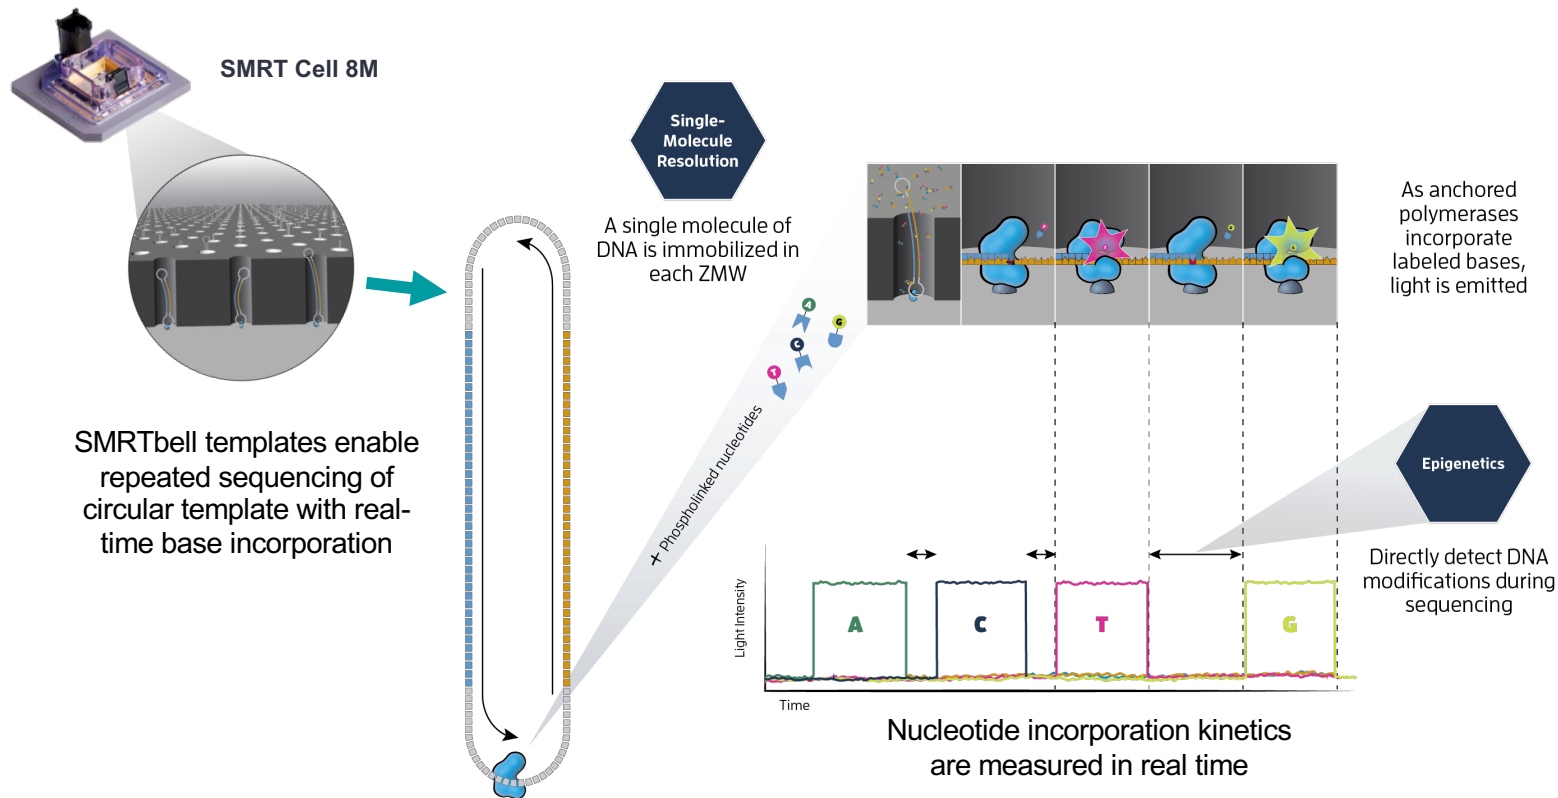 SMRT Cell 8M
Single-
Molecule
Resolution
A single molecule of
DNA is immobilized in
each ZMW
As anchored
polymerases
incorporate
labeled bases,
light is emitted
SMRTbell templates enable
repeated sequencing of
circular template with real-
time base incorporation
A
G
C
T
+ Phospholinked nucleotides
Epigenetics
Directly detect DNA
modifications during
sequencing
Light Intensity
A
C
T
G
Time
Nucleotide incorporation kinetics
are measured in real time